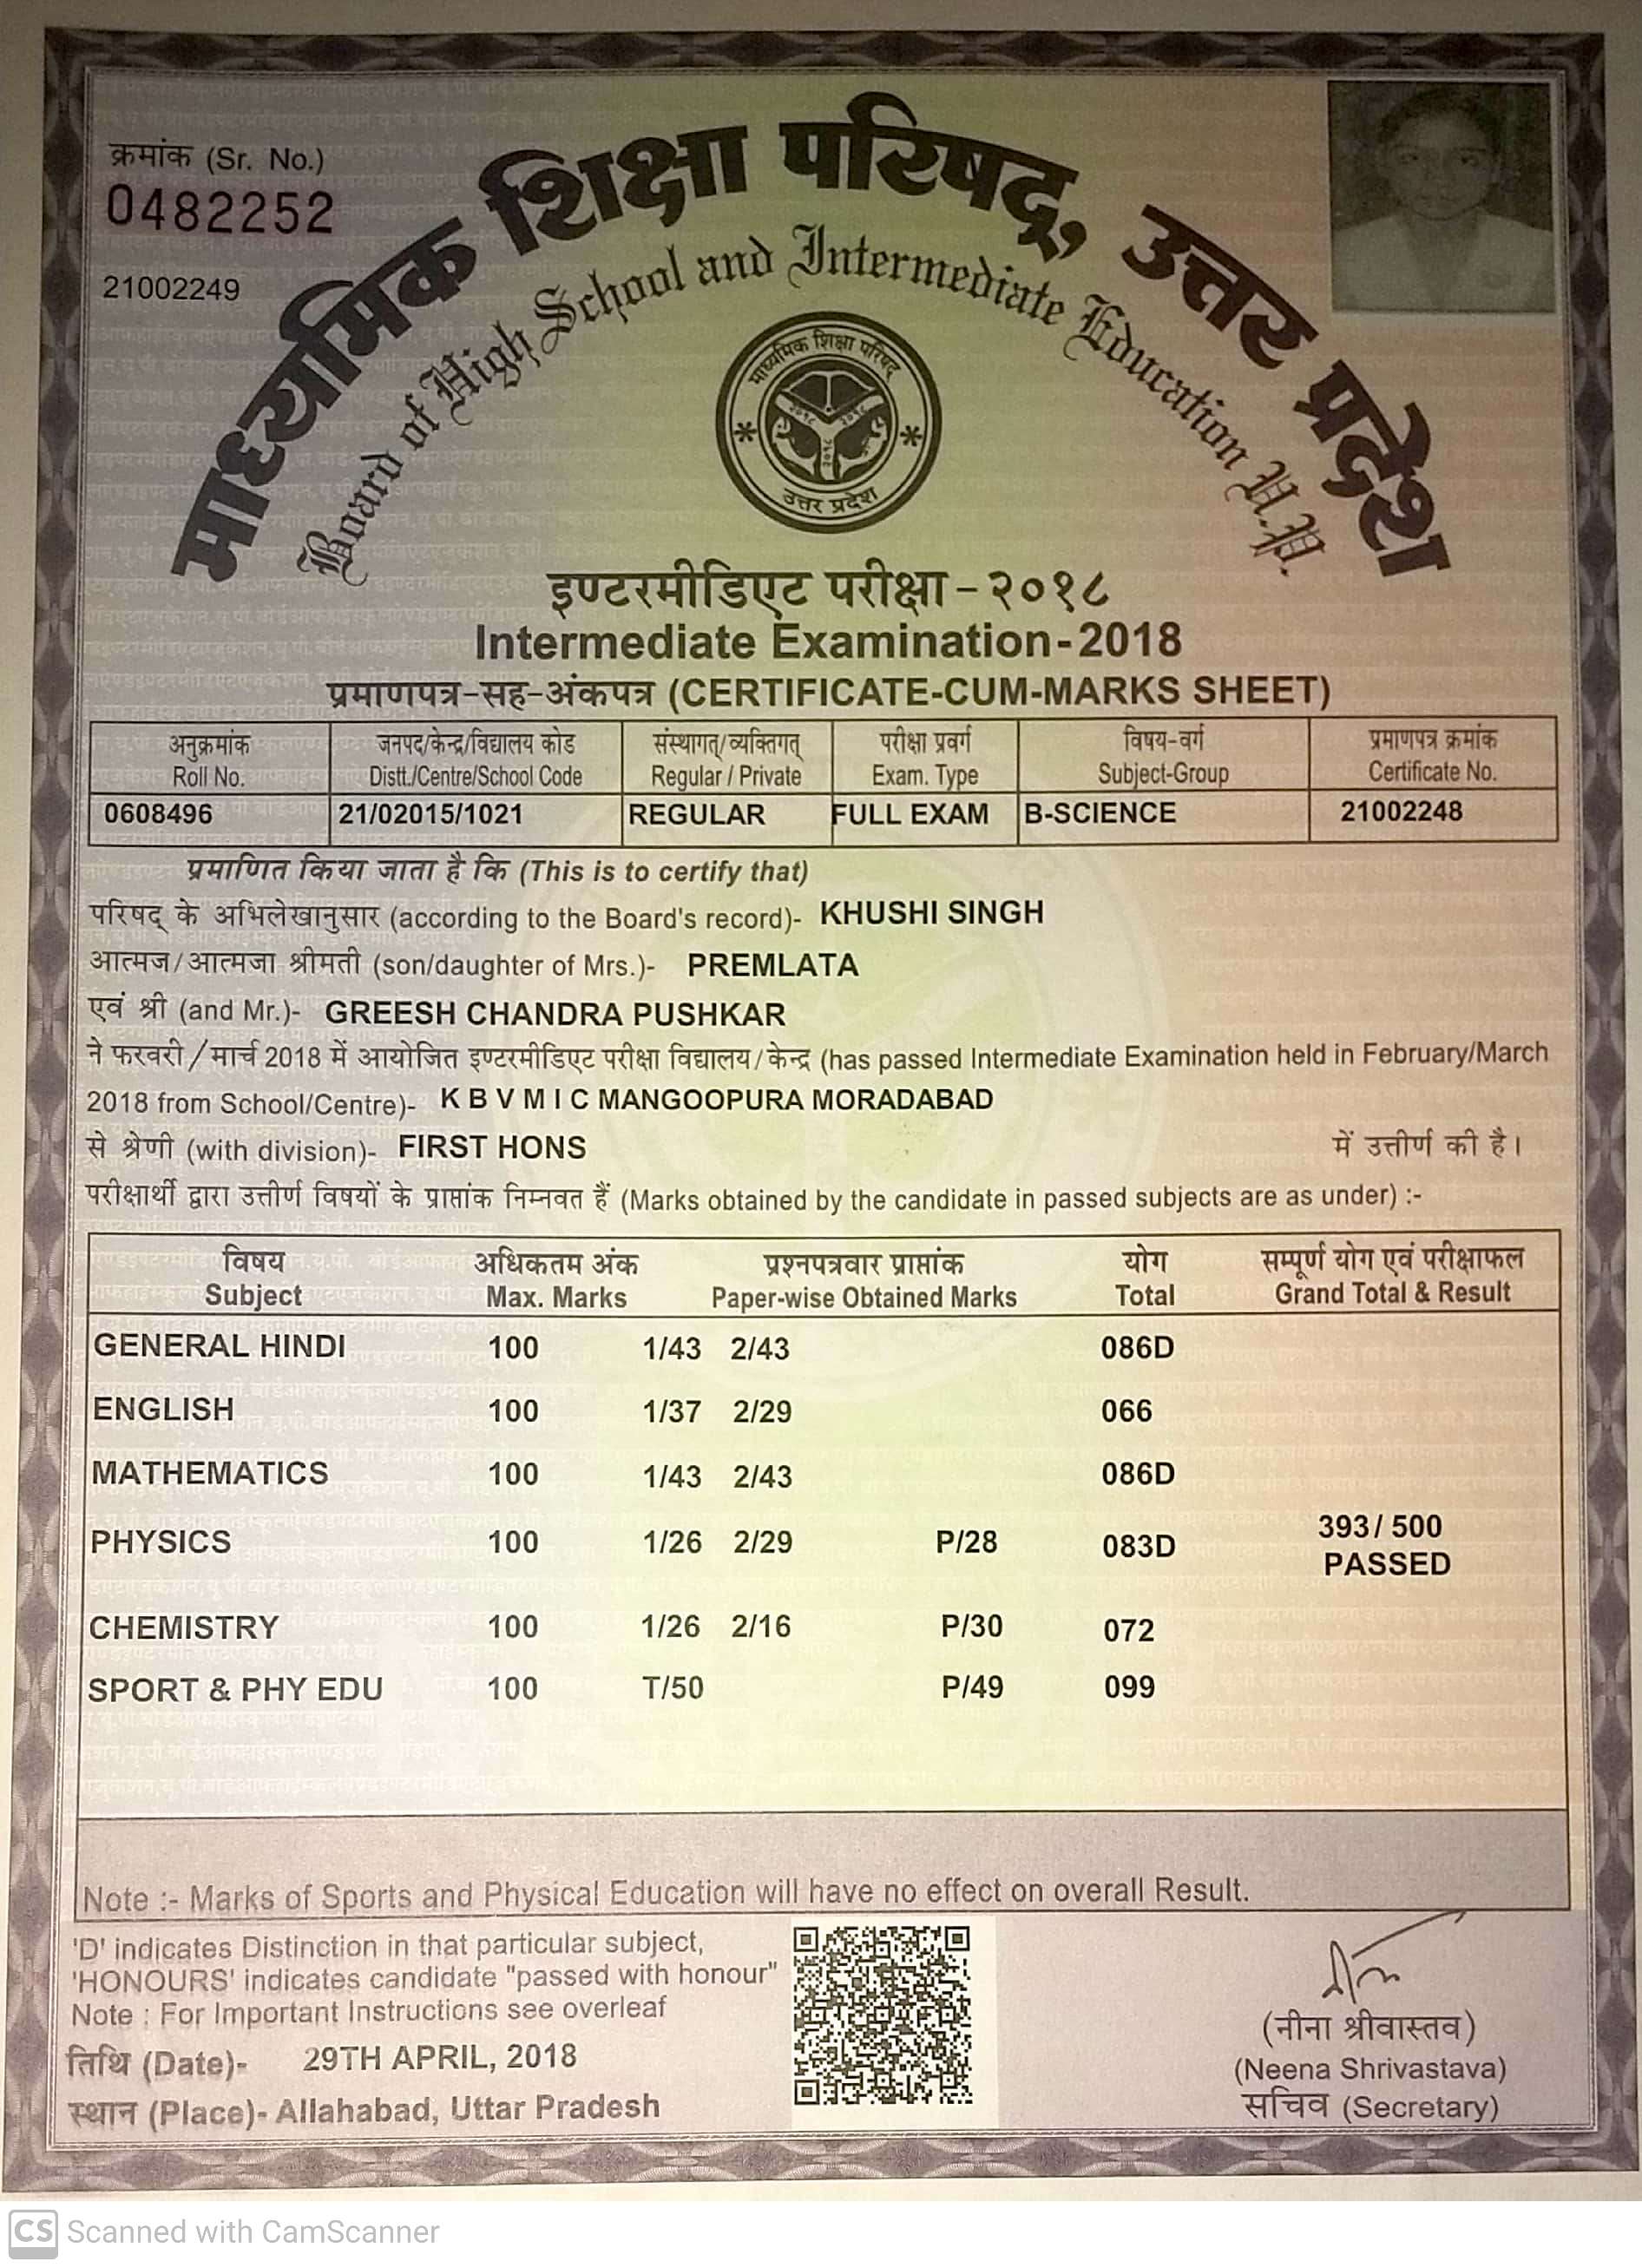 क्रमांक (Sr. No.)
0482252
21002249
माध्यमिक शिक्षा परिषद्, उत्तर प्रदेश
Board of High School and Intermediate Education U.P.
माध्यमिक शिक्षा परिषद्
उत्तर प्रदेश
इण्टरमीडिएट परीक्षा - २०१८
Intermediate Examination - 2018
प्रमाणपत्र-सह-अंकपत्र (CERTIFICATE-CUM-MARKS SHEET)
अनुक्रमांक जनपद/केन्द्र/विद्यालय कोड संस्थागत्/व्यक्तिगत् परीक्षा प्रवर्ग विषय-वर्ग प्रमाणपत्र क्रमांक
Roll No. Distt./Centre/School Code Regular / Private Exam. Type Subject-Group Certificate No.
0608496 21/02015/1021 REGULAR FULL EXAM B-SCIENCE 21002248
प्रमाणित किया जाता है कि (This is to certify that)
परिषद् के अभिलेखानुसार (according to the Board's record)- KHUSHI SINGH
आत्मज/आत्मजा श्रीमती (son/daughter of Mrs.)- PREMLATA
एवं श्री (and Mr.)- GREESH CHANDRA PUSHKAR
ने फरवरी/मार्च 2018 में आयोजित इण्टरमीडिएट परीक्षा विद्यालय/केन्द्र (has passed Intermediate Examination held in February/March
2018 from School/Centre)- K B V M I C MANGOOPURA MORADABAD
से श्रेणी (with division)- FIRST HONS में उत्तीर्ण की है।
परीक्षार्थी द्वारा उत्तीर्ण विषयों के प्राप्तांक निम्नवत हैं (Marks obtained by the candidate in passed subjects are as under) :-
विषय अधिकतम अंक प्रश्नपत्रवार प्राप्तांक योग सम्पूर्ण योग एवं परीक्षाफल
Subject Max. Marks Paper-wise Obtained Marks Total Grand Total & Result
GENERAL HINDI 100 1/43 2/43 086D
ENGLISH 100 1/37 2/29 066
MATHEMATICS 100 1/43 2/43 086D
PHYSICS 100 1/26 2/29 P/28 083D 393/ 500
PASSED
CHEMISTRY 100 1/26 2/16 P/30 072
SPORT & PHY EDU 100 T/50 P/49 099
Note :- Marks of Sports and Physical Education will have no effect on overall Result.
'D' indicates Distinction in that particular subject,
'HONOURS' indicates candidate "passed with honour"
Note : For Important Instructions see overleaf
तिथि (Date)- 29TH APRIL, 2018
स्थान (Place)- Allahabad, Uttar Pradesh
(नीना श्रीवास्तव)
(Neena Shrivastava)
सचिव (Secretary)
CS Scanned with CamScanner